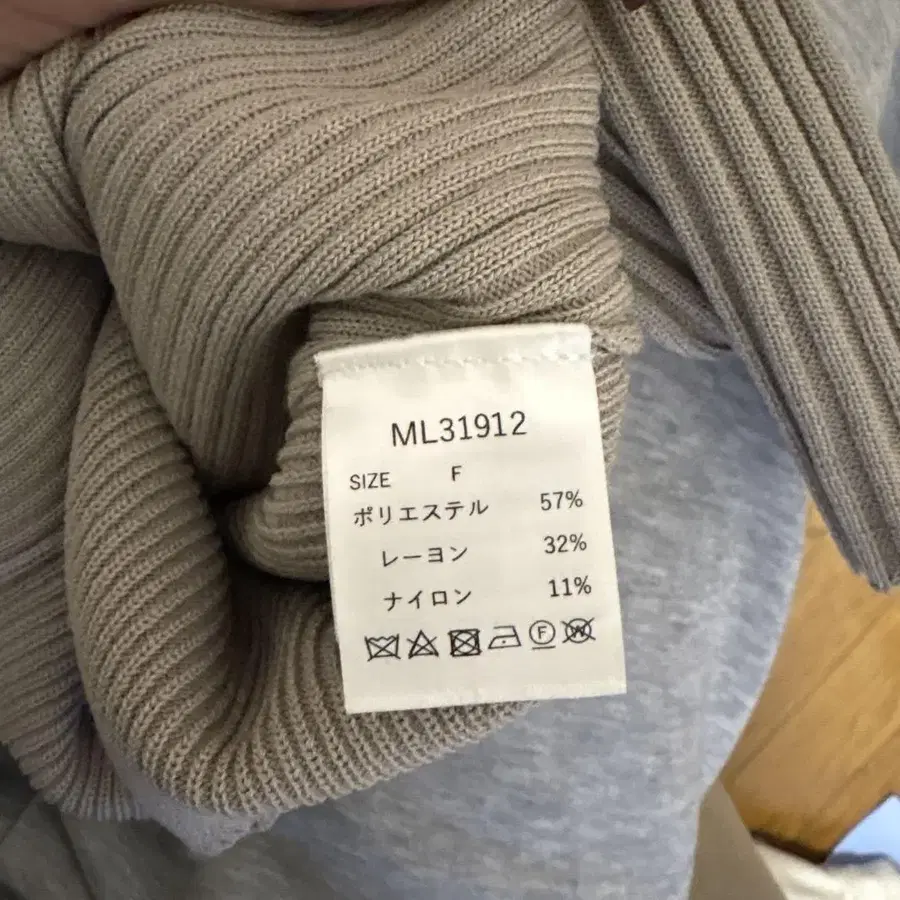 ML31912
SIZE F
ポリエステル 57%
レーヨン 32%
ナイロン 11%
F W